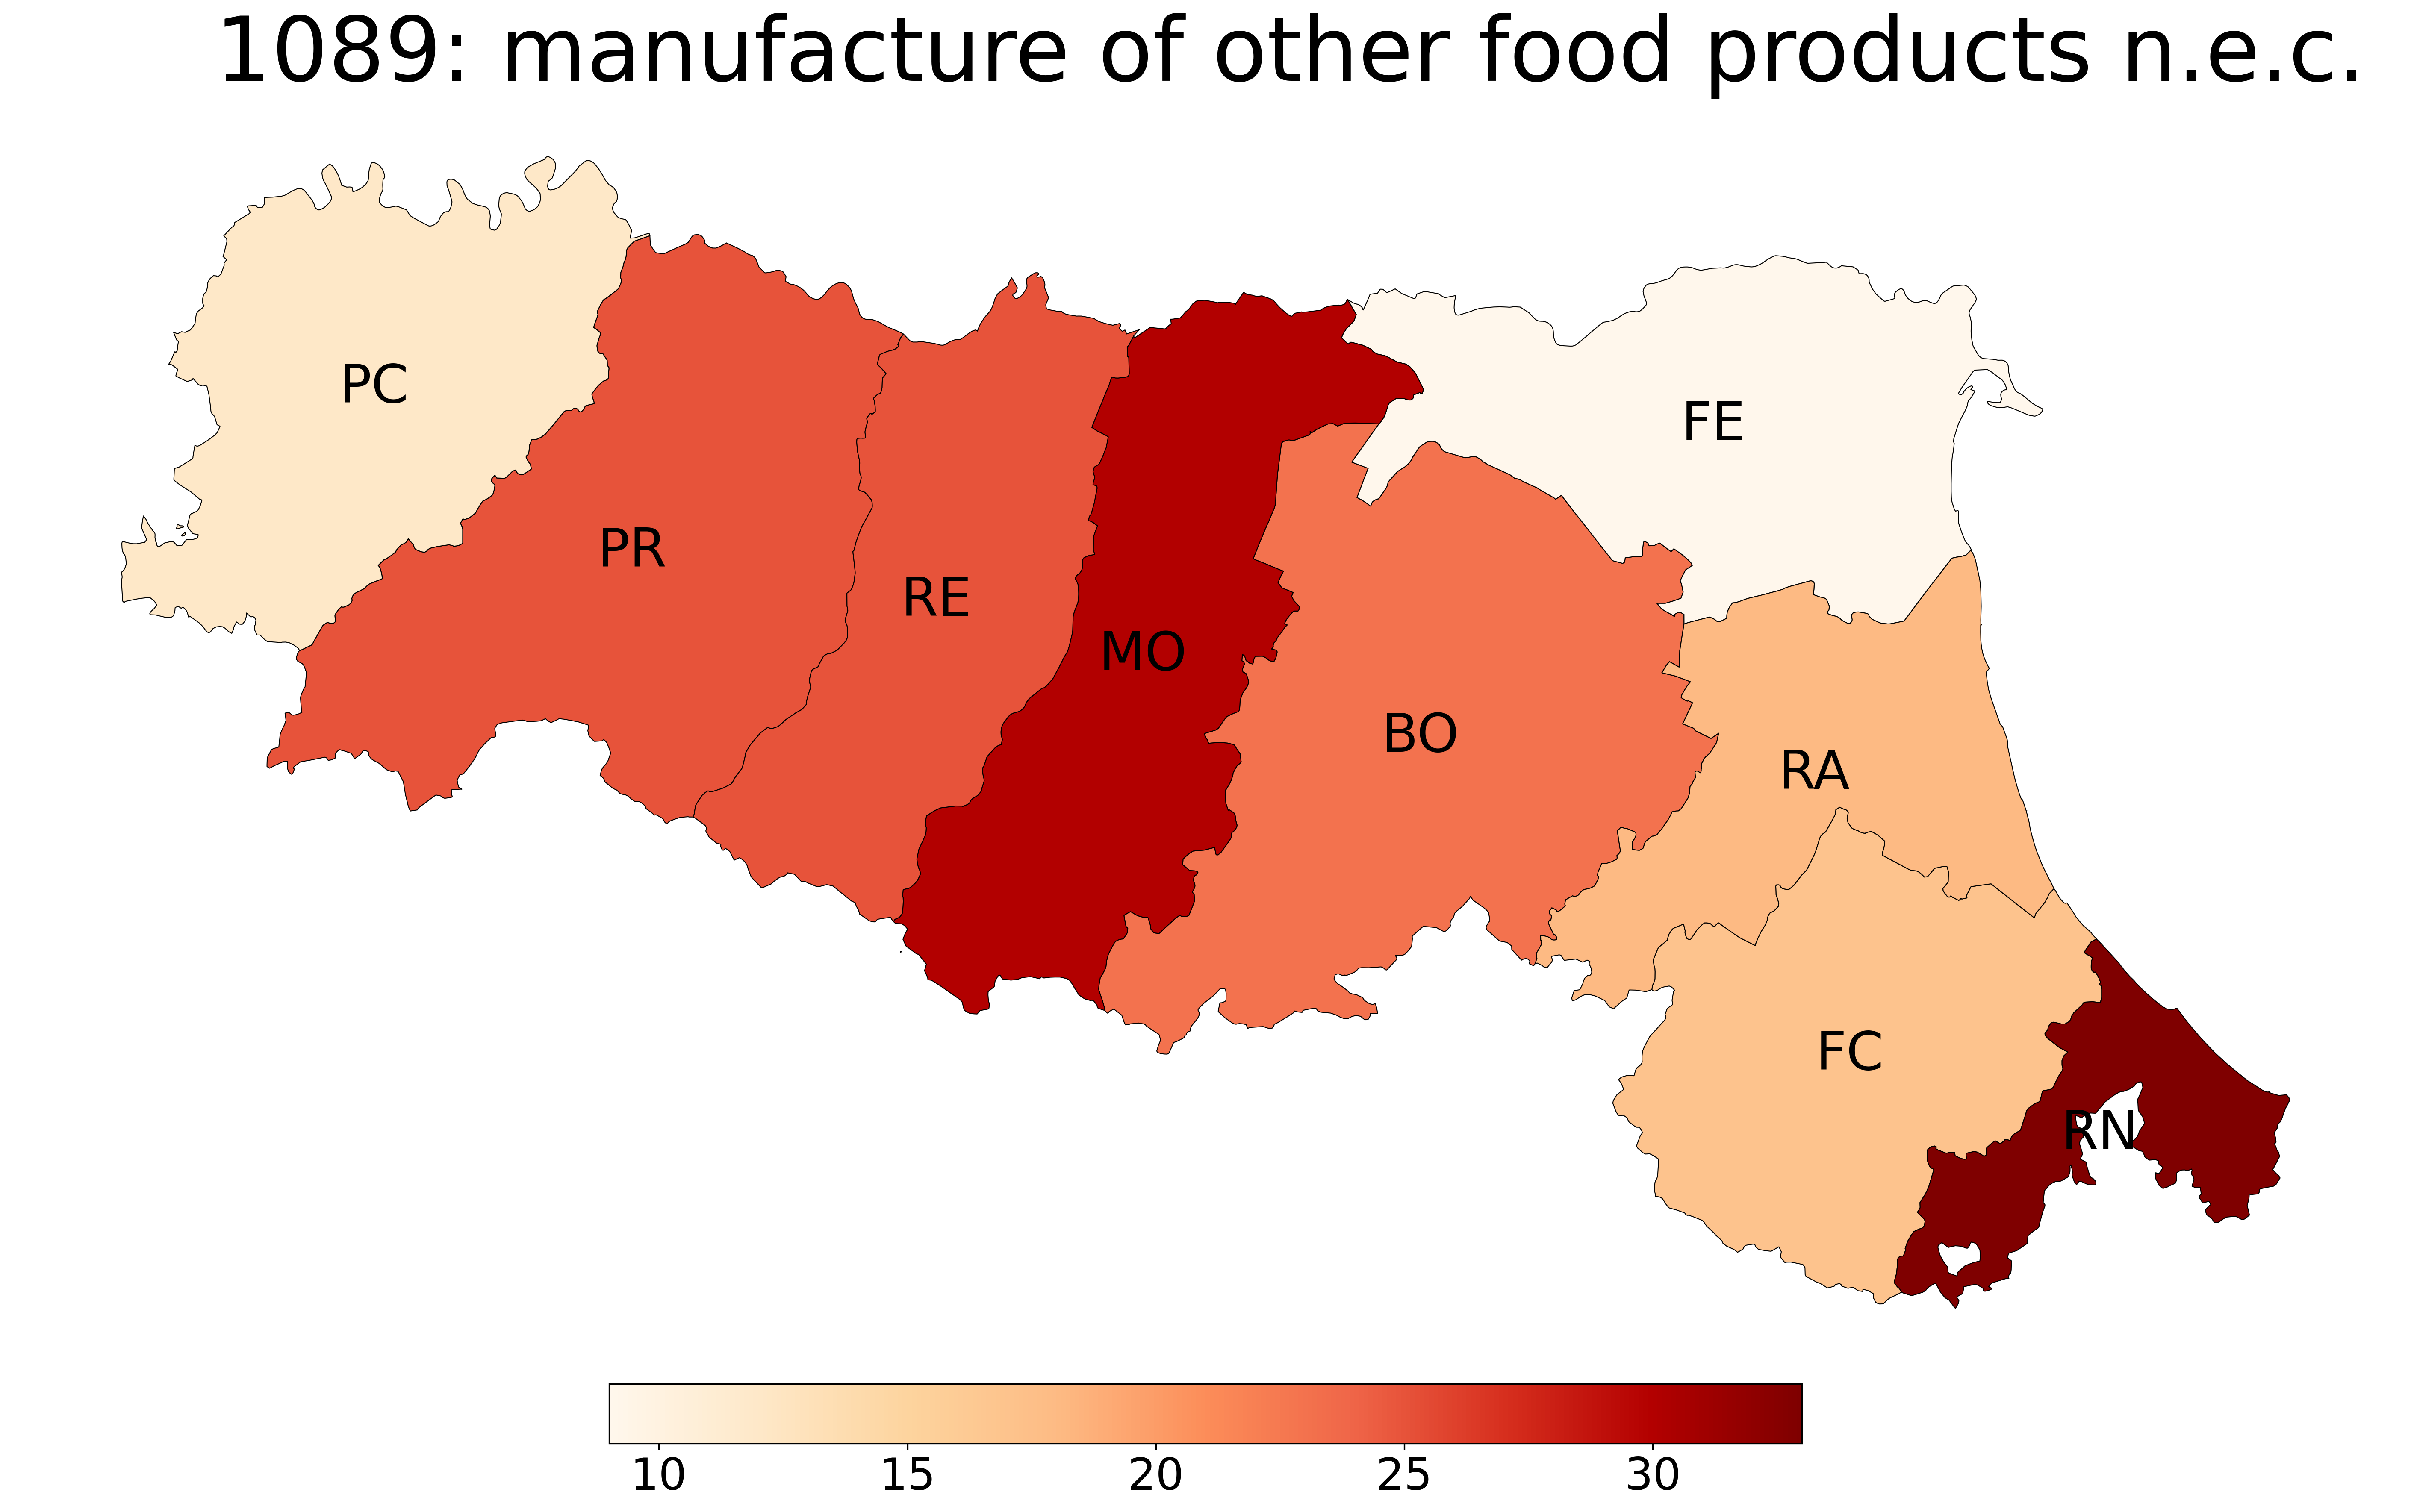 1089: manufacture of other food products n.e.c.
PC
FE
PR
RE
MO
BO
RA
FC
RN
10 15 20 25 30